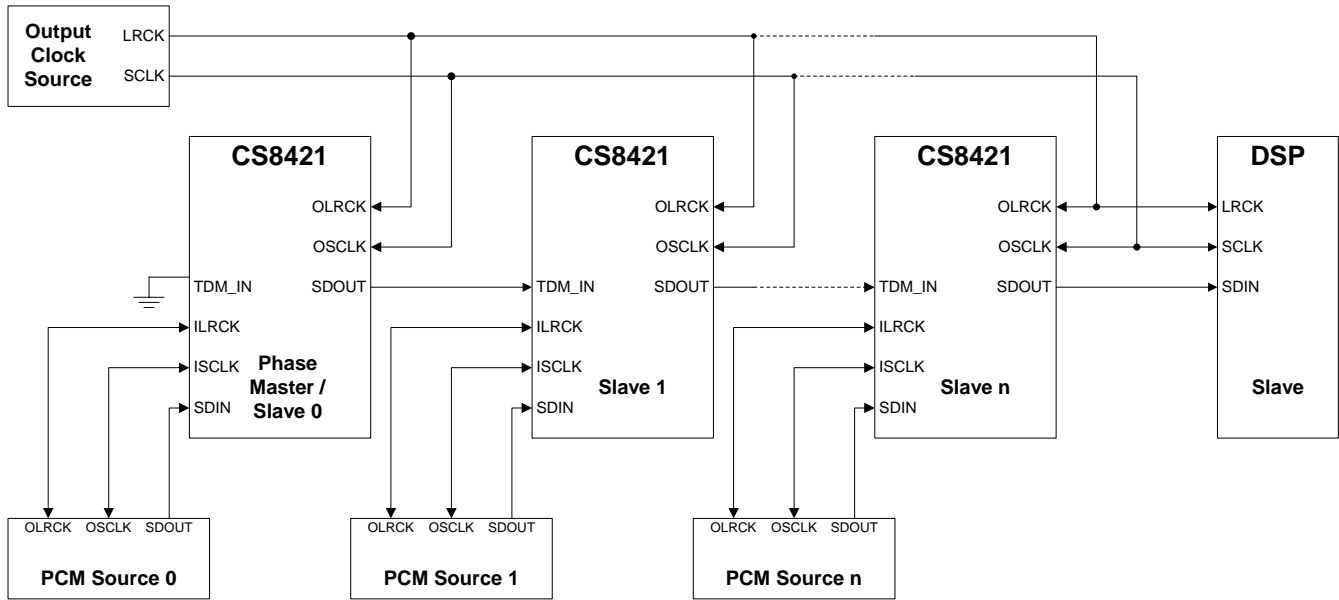 Output
Clock
Source
LRCK
SCLK
CS8421
OLRCK
OSCLK
TDM_IN
SDOUT
ILRCK
ISCLK
SDIN
Phase
Master /
Slave 0
CS8421
OLRCK
OSCLK
TDM_IN
SDOUT
ILRCK
ISCLK
SDIN
Slave 1
CS8421
OLRCK
OSCLK
TDM_IN
SDOUT
ILRCK
ISCLK
SDIN
Slave n
DSP
LRCK
SCLK
SDIN
Slave
OLRCK OSCLK SDOUT
PCM Source 0
OLRCK OSCLK SDOUT
PCM Source 1
OLRCK OSCLK SDOUT
PCM Source n